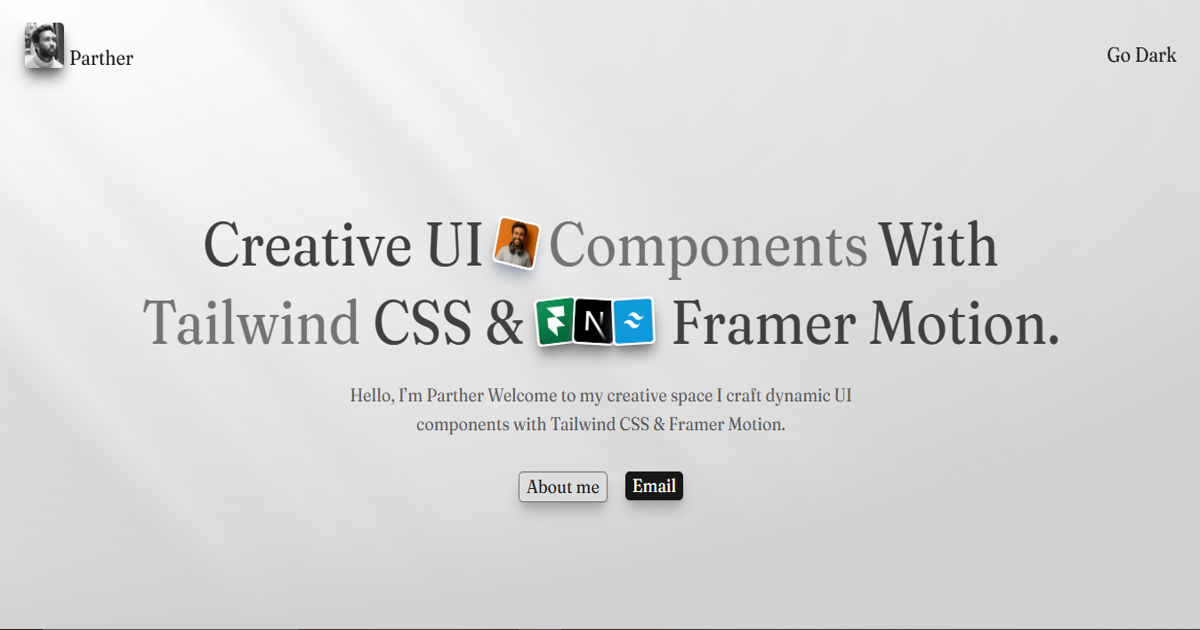 Parther
Go Dark
Creative UI Components With
Tailwind CSS & N Framer Motion.
Hello, I'm Parther Welcome to my creative space I craft dynamic UI
components with Tailwind CSS & Framer Motion.
About me
Email